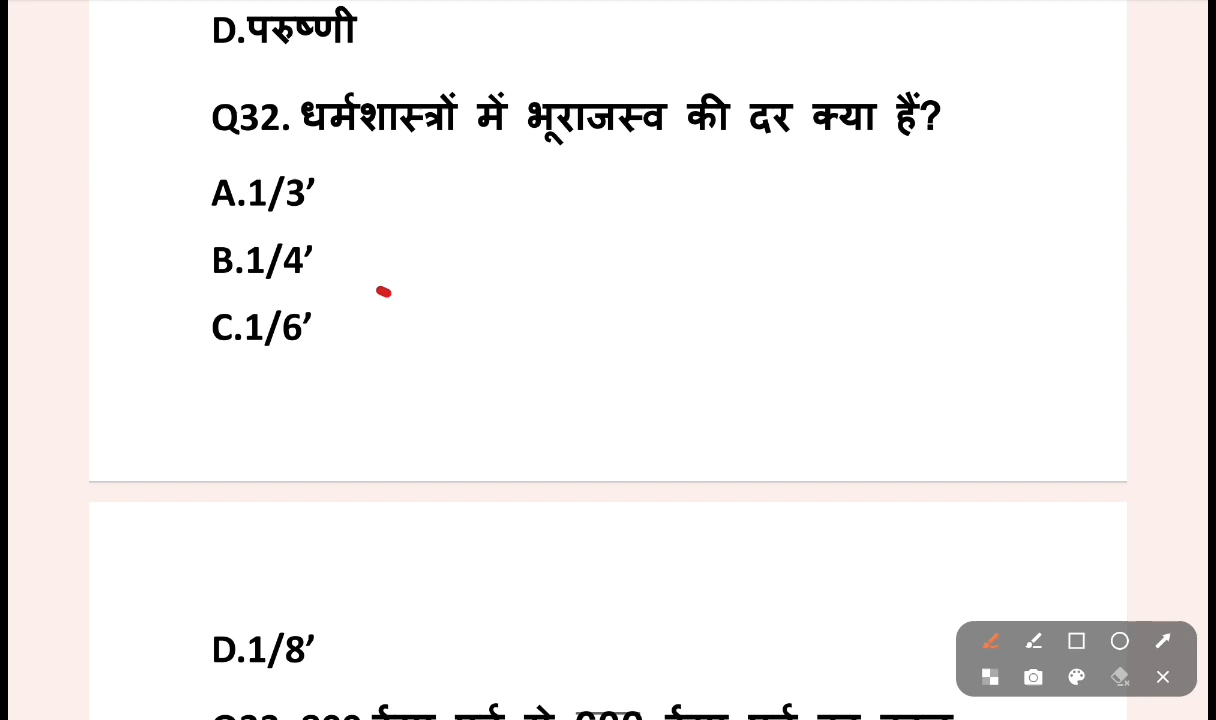 D.परुष्णी
Q32. धर्मशास्त्रों में भूराजस्व की दर क्या हैं?
A.1/3’
B.1/4’
C.1/6’
D.1/8’